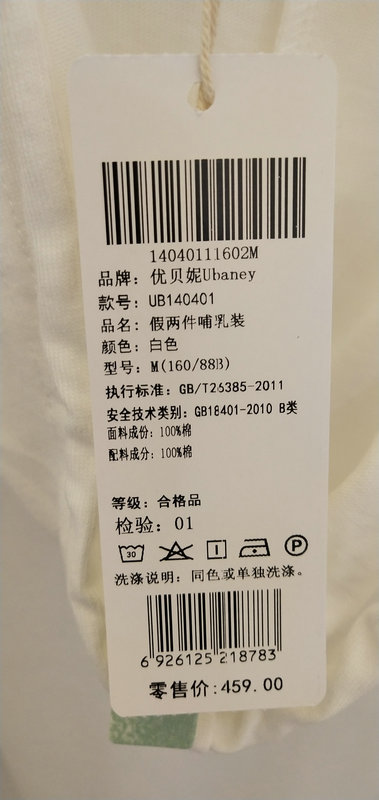 14040111602M
品牌：优贝妮Ubaney
款号：UB140401
品名：假两件哺乳装
颜色：白色
型号：M(160/88B)
执行标准：GB/T26385-2011
安全技术类别：GB18401-2010 B类
面料成份：100%棉
配料成分：100%棉
等级：合格品
检验：01
30 P
洗涤说明：同色或单独洗涤。
6 926125 218783
零售价:459.00